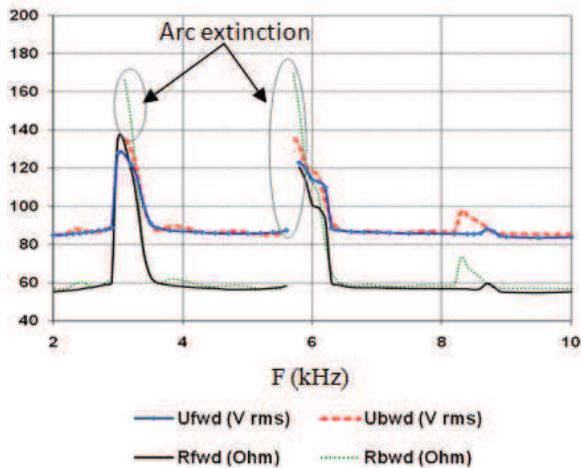 200
Arc extinction
180
160
140
120
100
80
60
40
2 4 6 8 10
F (kHz)
Ufwd (V rms) Ubwd (V rms)
Rfwd (Ohm) Rbwd (Ohm)